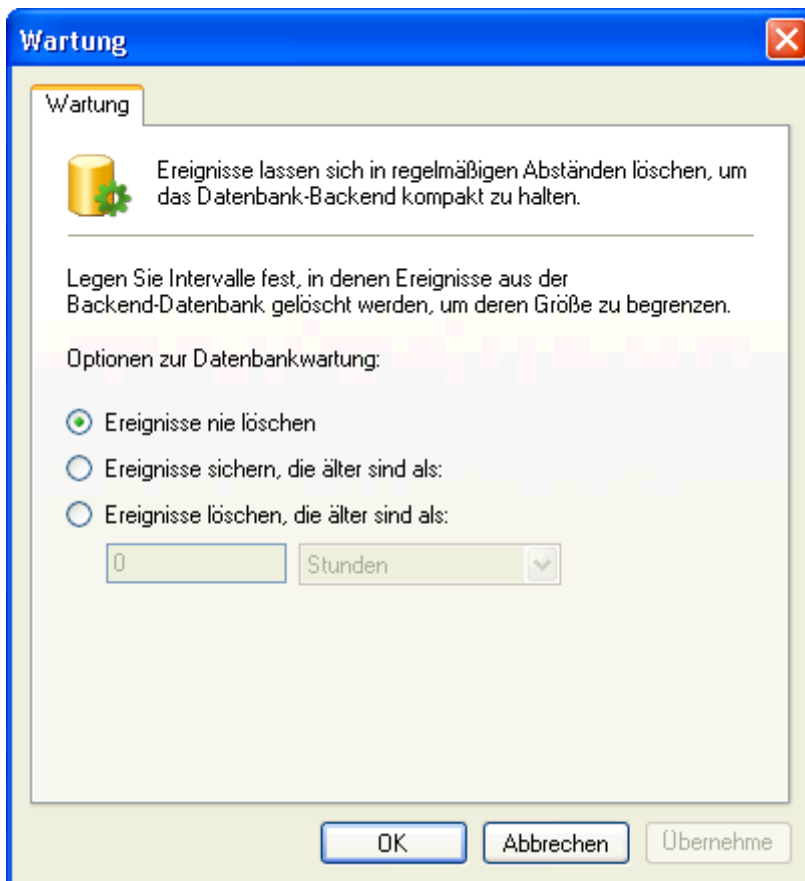 Wartung
Wartung
Ereignisse lassen sich in regelmäßigen Abständen löschen, um
das Datenbank-Backend kompakt zu halten.
Legen Sie Intervalle fest, in denen Ereignisse aus der
Backend-Datenbank gelöscht werden, um deren Größe zu begrenzen.
Optionen zur Datenbankwartung:
Ereignisse nie löschen
Ereignisse sichern, die älter sind als:
Ereignisse löschen, die älter sind als:
0 Stunden
OK Abbrechen Übernehme